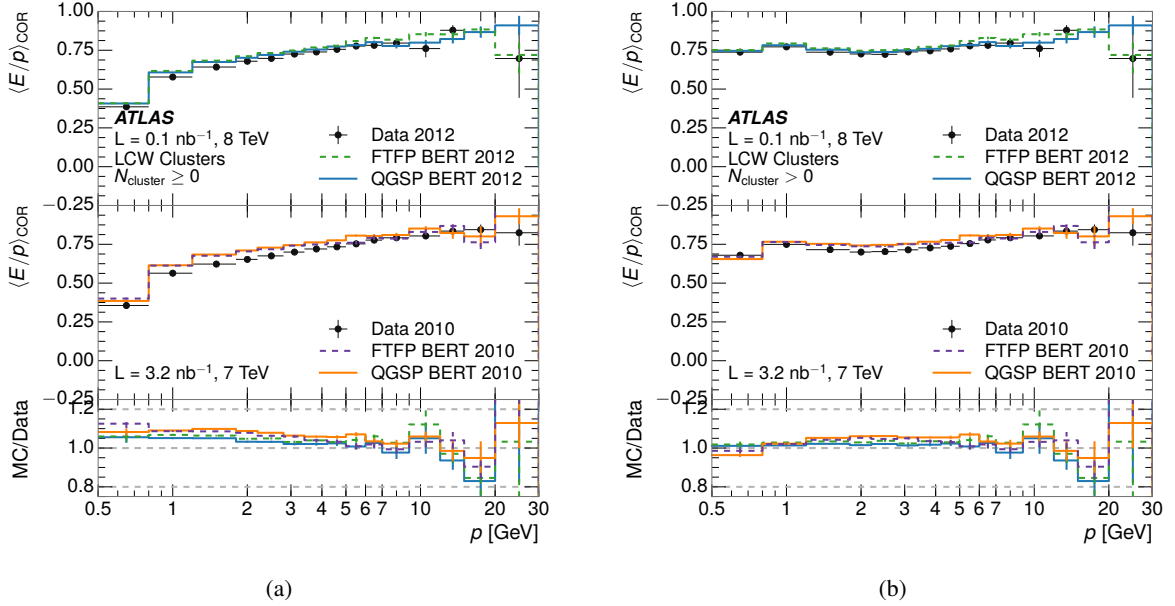 1.00
0.75
0.50
0.25
0.00
−0.25
⟨E/p⟩COR
ATLAS
L = 0.1 nb⁻¹, 8 TeV
LCW Clusters
Ncluster ≥ 0
Data 2012
FTFP BERT 2012
QGSP BERT 2012
0.75
0.50
0.25
0.00
−0.25
⟨E/p⟩COR
L = 3.2 nb⁻¹, 7 TeV
Data 2010
FTFP BERT 2010
QGSP BERT 2010
1.2
1.0
0.8
MC/Data
0.5 1 2 3 4 5 6 7 10 20 30
p [GeV]
(a)
1.00
0.75
0.50
0.25
0.00
−0.25
⟨E/p⟩COR
ATLAS
L = 0.1 nb⁻¹, 8 TeV
LCW Clusters
Ncluster > 0
Data 2012
FTFP BERT 2012
QGSP BERT 2012
0.75
0.50
0.25
0.00
−0.25
⟨E/p⟩COR
L = 3.2 nb⁻¹, 7 TeV
Data 2010
FTFP BERT 2010
QGSP BERT 2010
1.2
1.0
0.8
MC/Data
0.5 1 2 3 4 5 6 7 10 20 30
p [GeV]
(b)